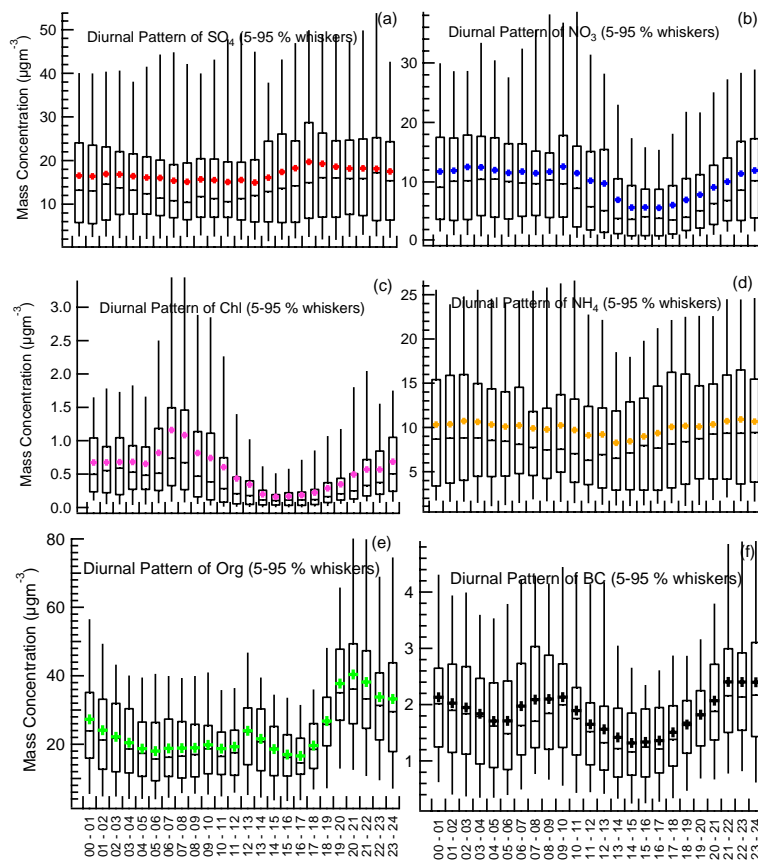 (a)
Diurnal Pattern of SO4 (5-95 % whiskers)
Mass Concentration (µgm-3)
50
40
30
20
10
(b)
Diurnal Pattern of NO3 (5-95 % whiskers)
30
20
10
0
(c)
Diurnal Pattern of Chl (5-95 % whiskers)
Mass Concentration (µgm-3)
3.0
2.5
2.0
1.5
1.0
0.5
0.0
(d)
Diurnal Pattern of NH4 (5-95 % whiskers)
25
20
15
10
5
(e)
Diurnal Pattern of Org (5-95 % whiskers)
Mass Concentration (µgm-3)
80
60
40
20
00 - 01
01 - 02
02 - 03
03 - 04
04 - 05
05 - 06
06 - 07
07 - 08
08 - 09
09 - 10
10 - 11
11 - 12
12 - 13
13 - 14
14 - 15
15 - 16
16 - 17
17 - 18
18 - 19
19 - 20
20 - 21
21 - 22
22 - 23
23 - 24
(f)
Diurnal Pattern of BC (5-95 % whiskers)
4
3
2
1
00 - 01
01 - 02
02 - 03
03 - 04
04 - 05
05 - 06
06 - 07
07 - 08
08 - 09
09 - 10
10 - 11
11 - 12
12 - 13
13 - 14
14 - 15
15 - 16
16 - 17
17 - 18
18 - 19
19 - 20
20 - 21
21 - 22
22 - 23
23 - 24